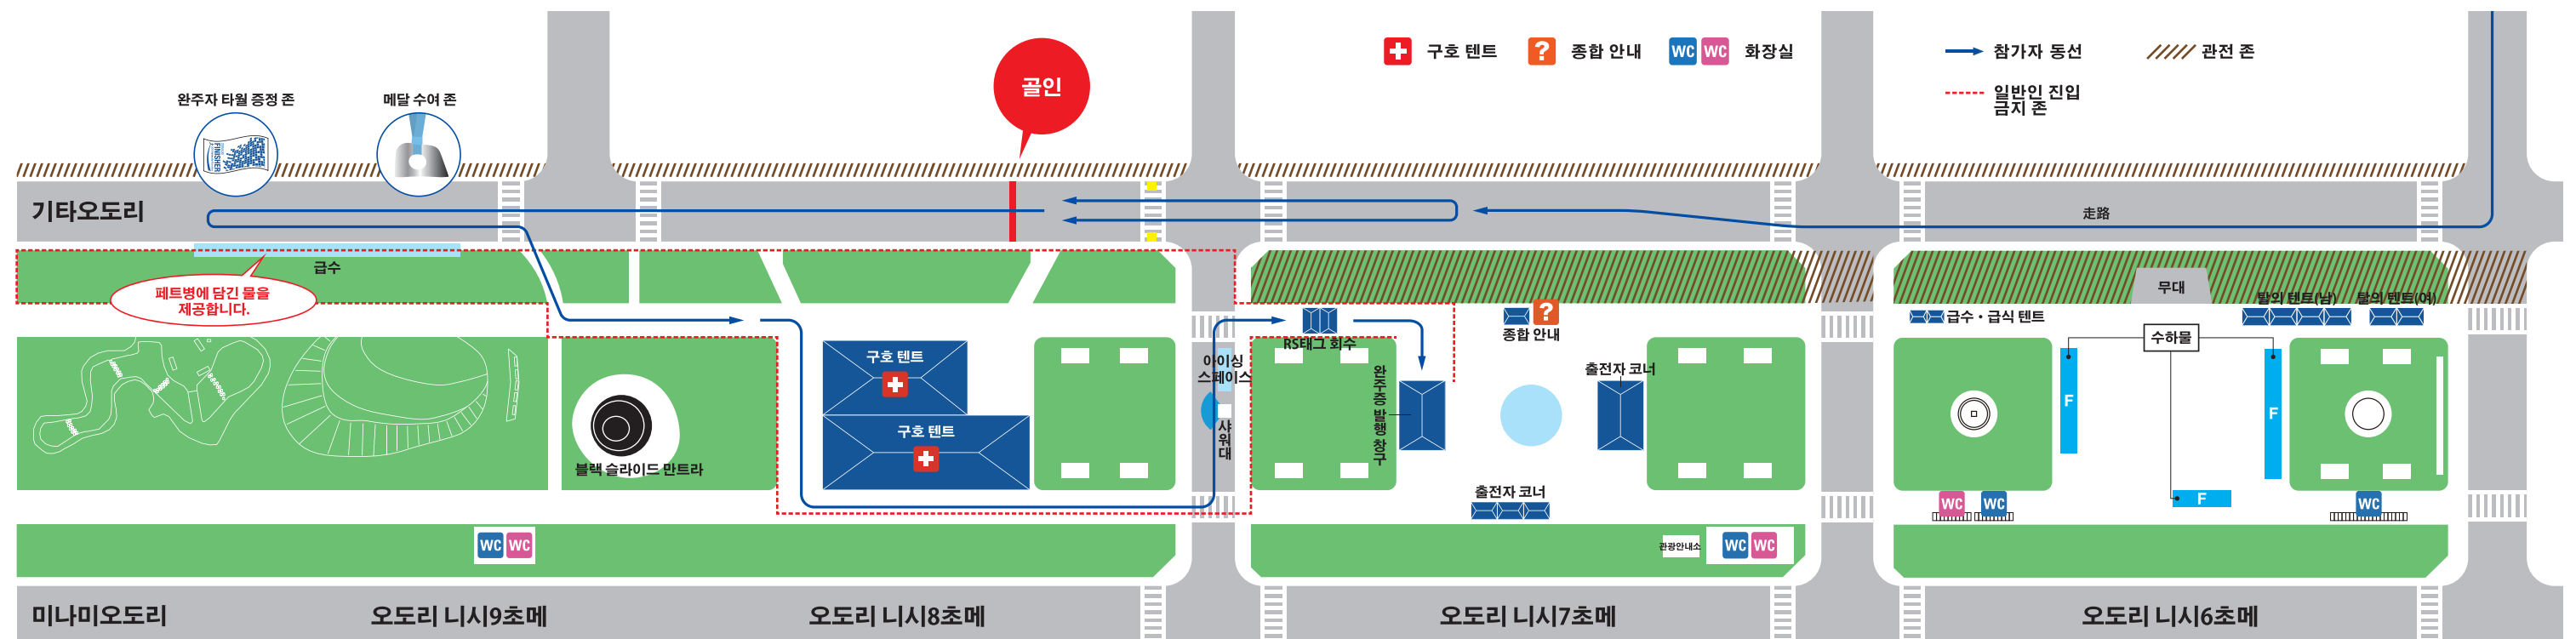 구호 텐트
종합 안내
WC WC 화장실
참가자 동선
관전 존
일반인 진입
금지 존
골인
완주자 타월 증정 존
메달 수여 존
FINISHER
기타오도리
走路
급수
페트병에 담긴 물을
제공합니다.
무대
탈의 텐트(남)
탈의 텐트(여)
급수・급식 텐트
수하물
종합 안내
RS태그 회수
아이싱
스페이스
샤워대
완주증 발행 창구
출전자 코너
출전자 코너
구호 텐트
구호 텐트
블랙 슬라이드 만트라
F
F
F
WC WC
WC
WC WC
관광안내소
WC WC
미나미오도리
오도리 니시9초메
오도리 니시8초메
오도리 니시7초메
오도리 니시6초메